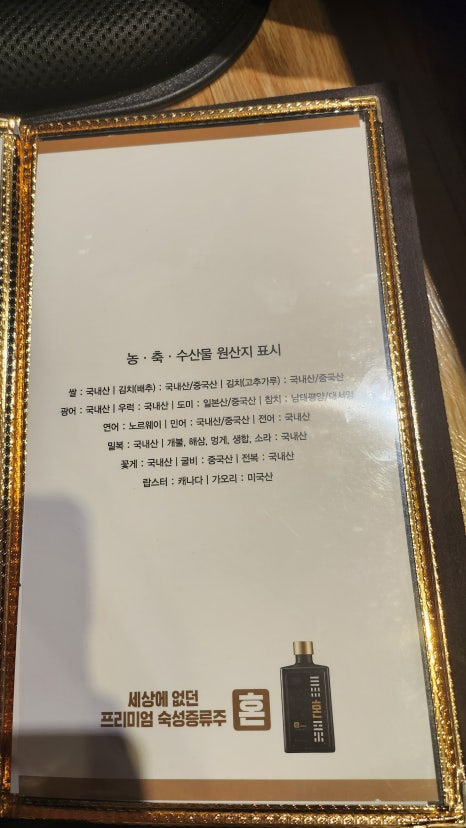 농 · 축 · 수산물 원산지 표시
쌀 : 국내산 | 김치(배추) : 국내산/중국산 | 김치(고추가루) : 국내산/중국산
광어 : 국내산 | 우럭 : 국내산 | 도미 : 일본산/중국산 | 참치 : 남태평양/대서양
연어 : 노르웨이 | 민어 : 국내산/중국산 | 전어 : 국내산
밀복 : 국내산 | 개불, 해삼, 멍게, 생합, 소라 : 국내산
꽃게 : 국내산 | 굴비 : 중국산 | 전복 : 국내산
랍스터 : 캐나다 | 가오리 : 미국산
세상에 없던
프리미엄 숙성증류주
혼